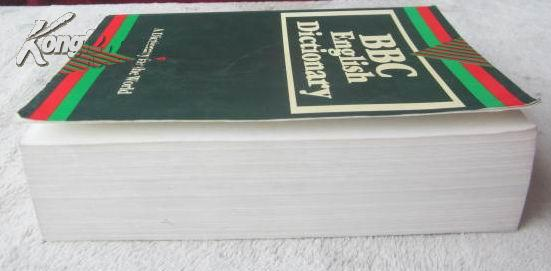 BBC
English
Dictionary
A Dictionary for the World
Kong